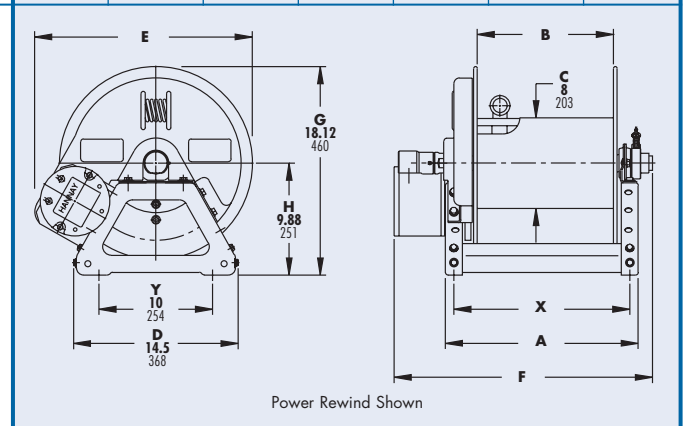 E
B
C
8
203
G
18.12
460
H
9.88
251
HANNAY
Y
10
254
D
14.5
368
X
A
F
Power Rewind Shown